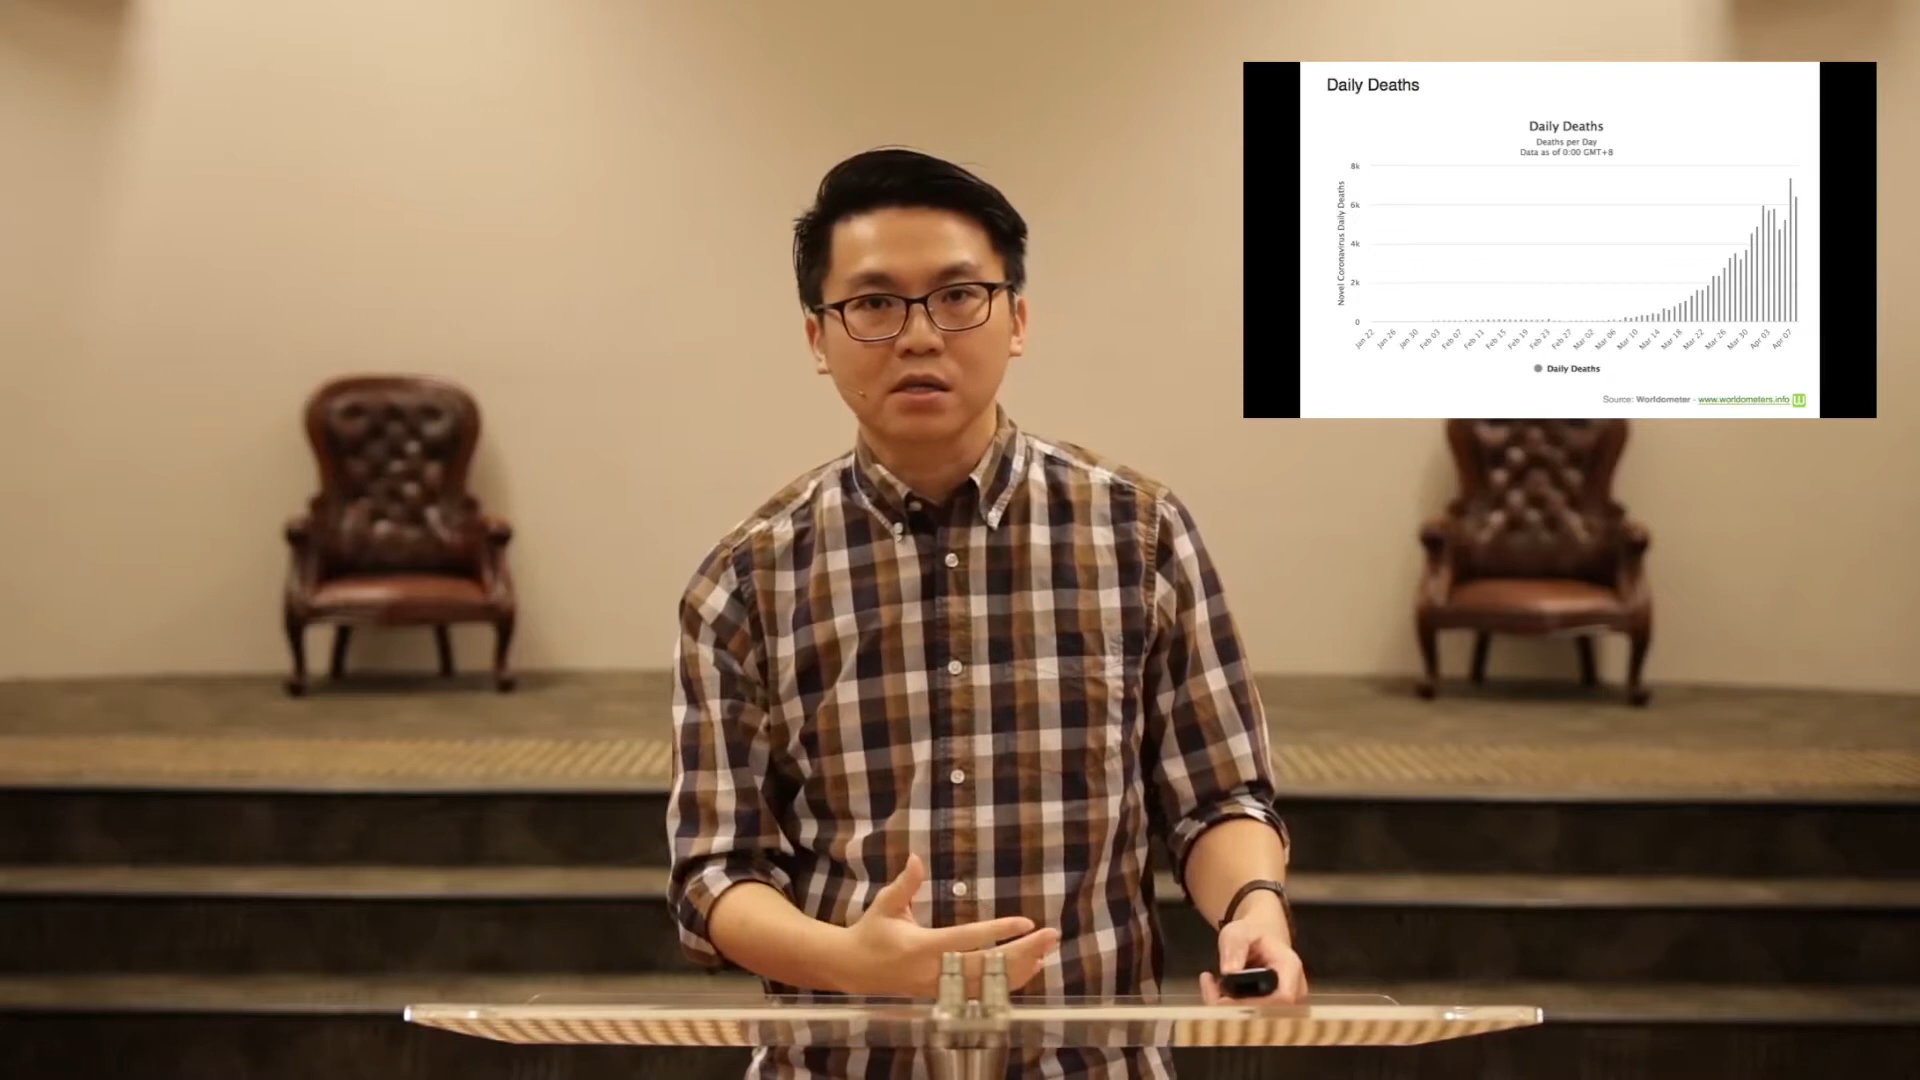 Daily Deaths
Daily Deaths
Deaths per Day
Data as of 0:00 GMT+8
Novel Coronavirus Daily Deaths
8k
6k
4k
2k
0
Jan 22
Jan 26
Jan 30
Feb 03
Feb 07
Feb 11
Feb 15
Feb 19
Feb 23
Feb 27
Mar 02
Mar 06
Mar 10
Mar 14
Mar 18
Mar 22
Mar 26
Mar 30
Apr 03
Apr 07
Daily Deaths
Source: Worldometer - www.worldometers.info W